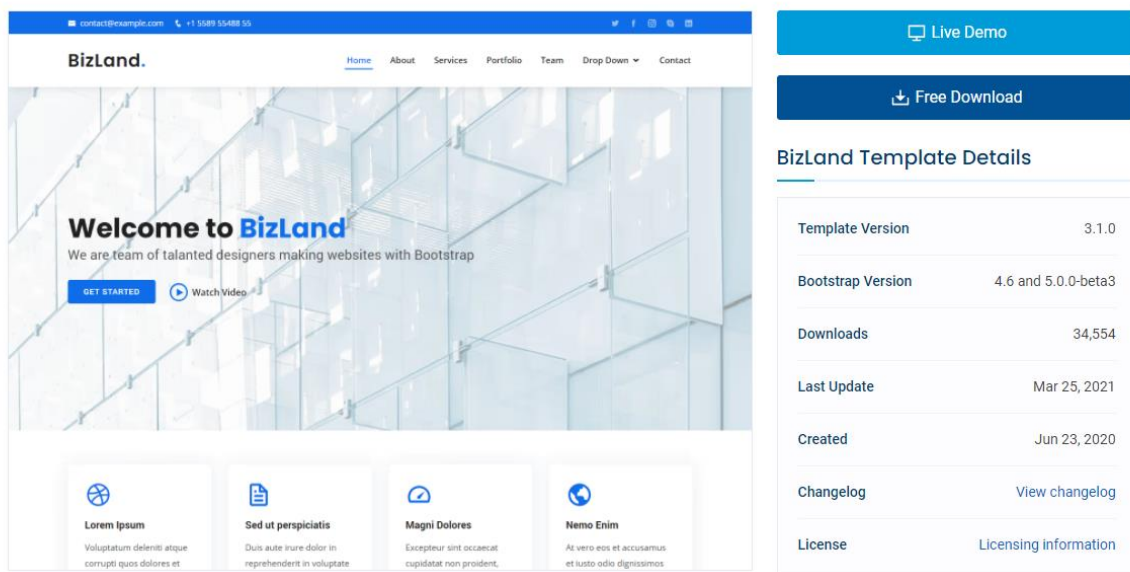 contact@example.com +1 5589 55488 55
BizLand.
Home About Services Portfolio Team Drop Down Contact
Welcome to BizLand
We are team of talanted designers making websites with Bootstrap
GET STARTED Watch Video
Lorem Ipsum
Voluptatum deleniti atque
corrupti quos dolores et
Sed ut perspiciatis
Duis aute irure dolor in
reprehenderit in voluptate
Magni Dolores
Excepteur sint occaecat
cupidatat non proident,
Nemo Enim
At vero eos et accusamus
et iusto odio dignissimos
Live Demo
Free Download
BizLand Template Details
Template Version 3.1.0
Bootstrap Version 4.6 and 5.0.0-beta3
Downloads 34,554
Last Update Mar 25, 2021
Created Jun 23, 2020
Changelog View changelog
License Licensing information